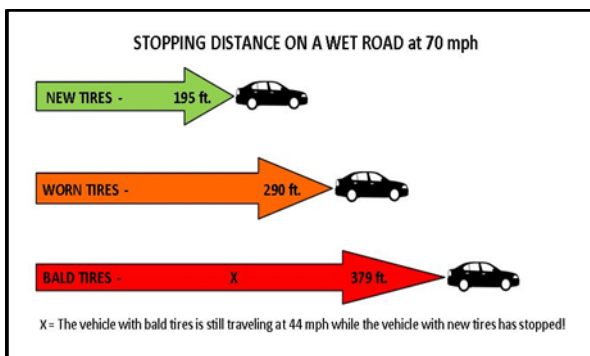 STOPPING DISTANCE ON A WET ROAD at 70 mph
NEW TIRES - 195 ft.
WORN TIRES - 290 ft.
BALD TIRES - X 379 ft.
X = The vehicle with bald tires is still traveling at 44 mph while the vehicle with new tires has stopped!